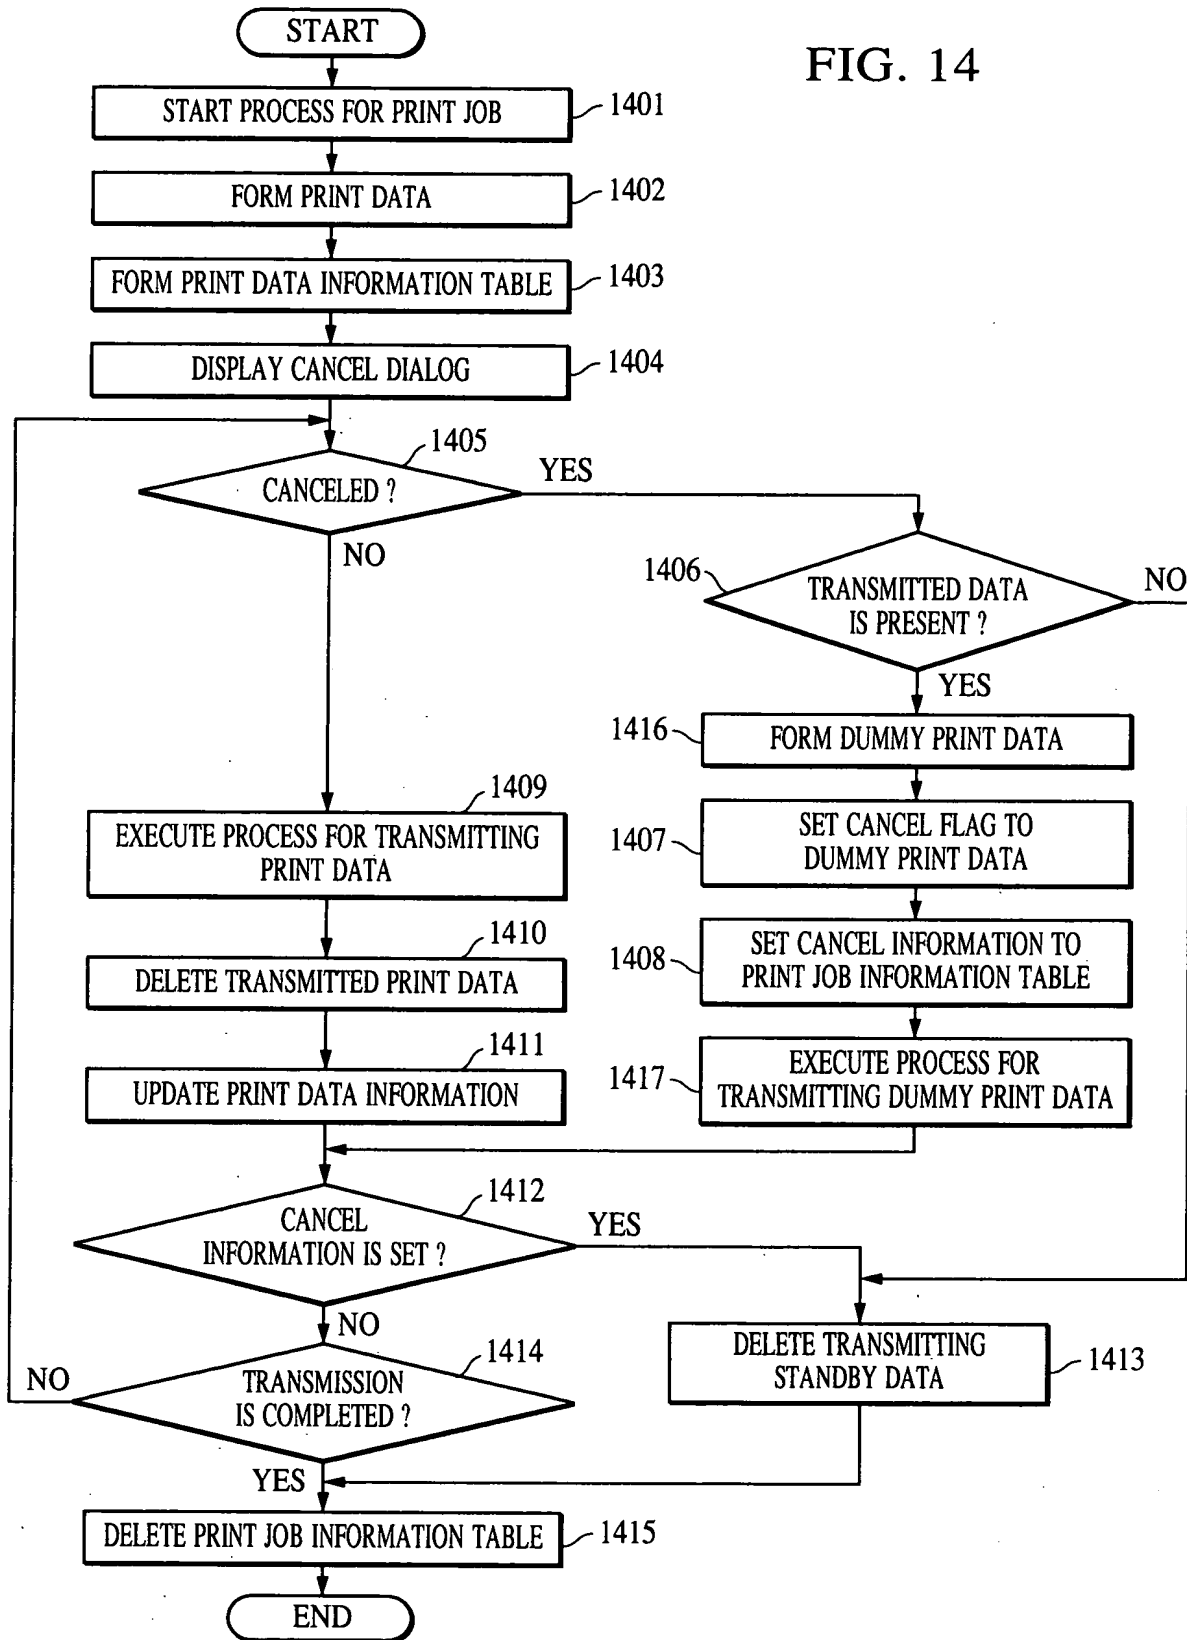 START
FIG. 14
START PROCESS FOR PRINT JOB
1401
FORM PRINT DATA
1402
FORM PRINT DATA INFORMATION TABLE
1403
DISPLAY CANCEL DIALOG
1404
1405
CANCELED ?
YES
NO
1406
TRANSMITTED DATA
IS PRESENT ?
NO
YES
1416
FORM DUMMY PRINT DATA
1409
EXECUTE PROCESS FOR TRANSMITTING
PRINT DATA
1407
SET CANCEL FLAG TO
DUMMY PRINT DATA
1410
DELETE TRANSMITTED PRINT DATA
1408
SET CANCEL INFORMATION TO
PRINT JOB INFORMATION TABLE
1411
UPDATE PRINT DATA INFORMATION
1417
EXECUTE PROCESS FOR
TRANSMITTING DUMMY PRINT DATA
1412
CANCEL
INFORMATION IS SET ?
YES
NO
1414
TRANSMISSION
IS COMPLETED ?
NO
YES
DELETE TRANSMITTING
STANDBY DATA
1413
DELETE PRINT JOB INFORMATION TABLE
1415
END